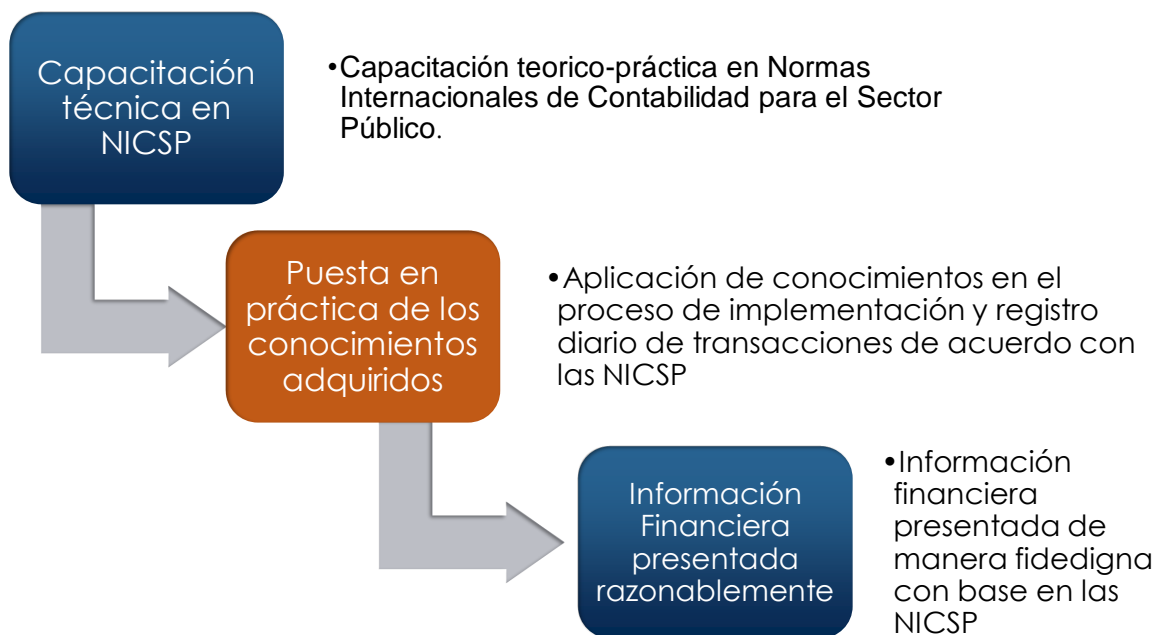 Capacitación
técnica en
NICSP
•Capacitación teorico-práctica en Normas
Internacionales de Contabilidad para el Sector
Público.
Puesta en
práctica de los
conocimientos
adquiridos
•Aplicación de conocimientos en el
proceso de implementación y registro
diario de transacciones de acuerdo con
las NICSP
Información
Financiera
presentada
razonablemente
•Información
financiera
presentada de
manera fidedigna
con base en las
NICSP